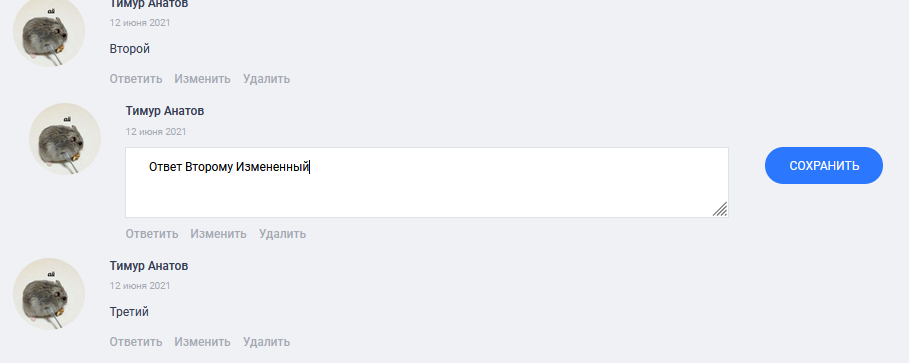 Тимур Анатов
12 июня 2021
Второй
Ответить Изменить Удалить
ай
Тимур Анатов
12 июня 2021
Ответ Второму Измененный
СОХРАНИТЬ
Ответить Изменить Удалить
ай
Тимур Анатов
12 июня 2021
Третий
Ответить Изменить Удалить